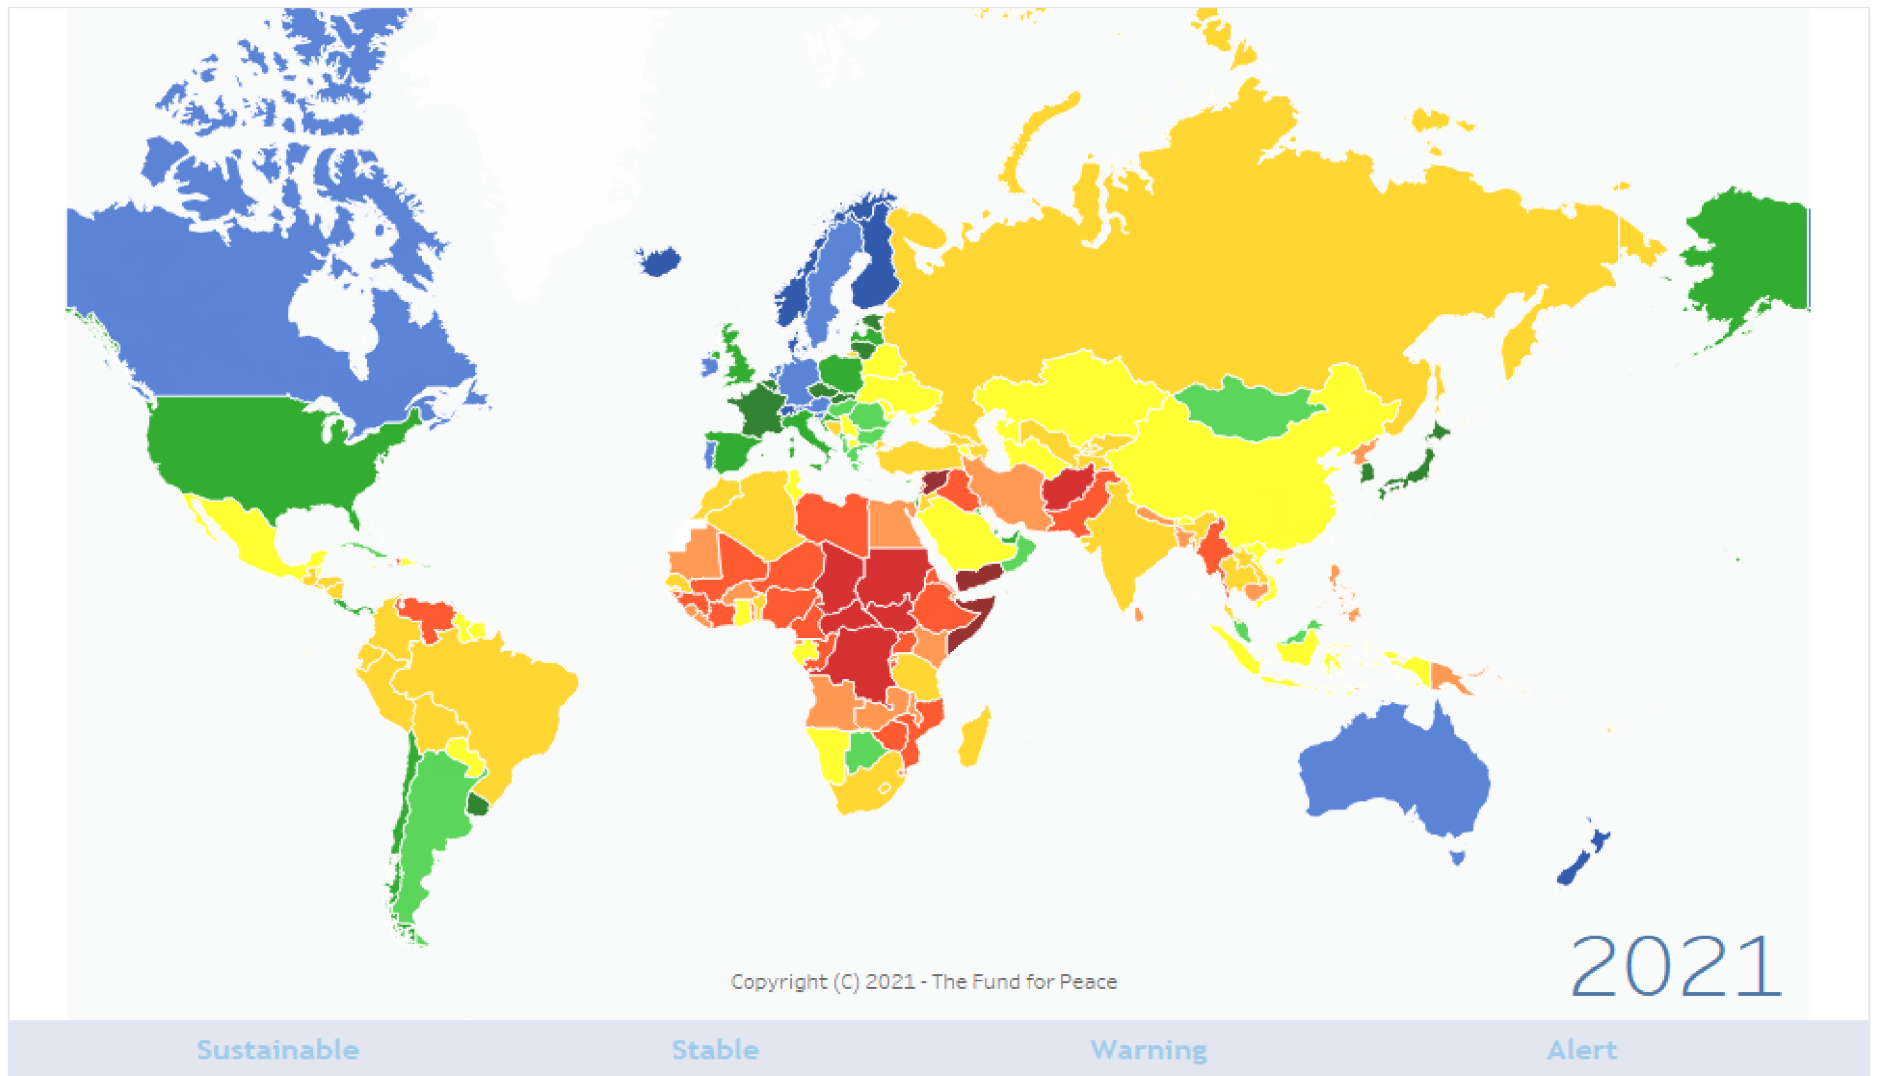 2021
Copyright (C) 2021 - The Fund for Peace
Sustainable Stable Warning Alert